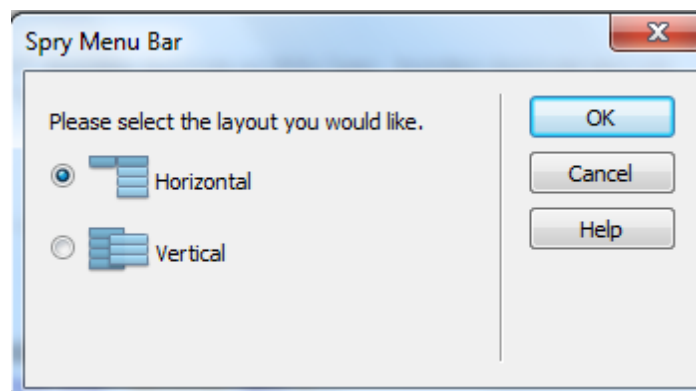 Spry Menu Bar
Please select the layout you would like.
Horizontal
Vertical
OK
Cancel
Help